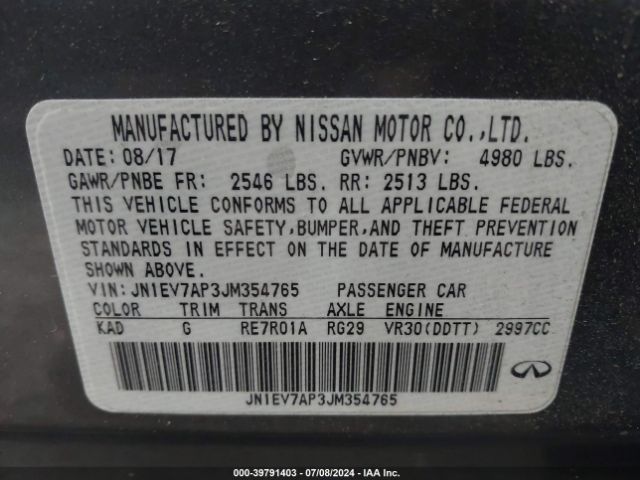 MANUFACTURED BY NISSAN MOTOR CO.,LTD.
DATE: 08/17 GVWR/PNBV: 4980 LBS.
GAWR/PNBE FR: 2546 LBS. RR: 2513 LBS.
THIS VEHICLE CONFORMS TO ALL APPLICABLE FEDERAL
MOTOR VEHICLE SAFETY,BUMPER,AND THEFT PREVENTION
STANDARDS IN EFFECT ON THE DATE OF MANUFACTURE
SHOWN ABOVE.
VIN: JN1EV7AP3JM354765 PASSENGER CAR
COLOR TRIM TRANS AXLE ENGINE
KAD G RE7R01A RG29 VR30(DDTT) 2997CC
JN1EV7AP3JM354765
000-39791403 - 07/08/2024 - IAA Inc.